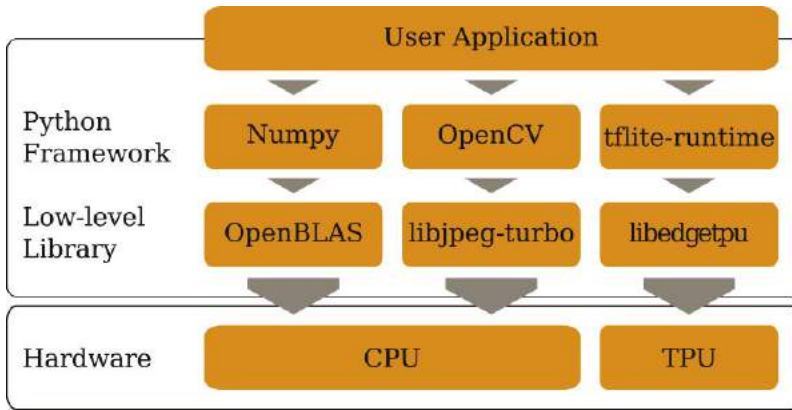 User Application
Python
Framework
Numpy
OpenCV
tflite-runtime
Low-level
Library
OpenBLAS
libjpeg-turbo
libedgetpu
Hardware
CPU
TPU